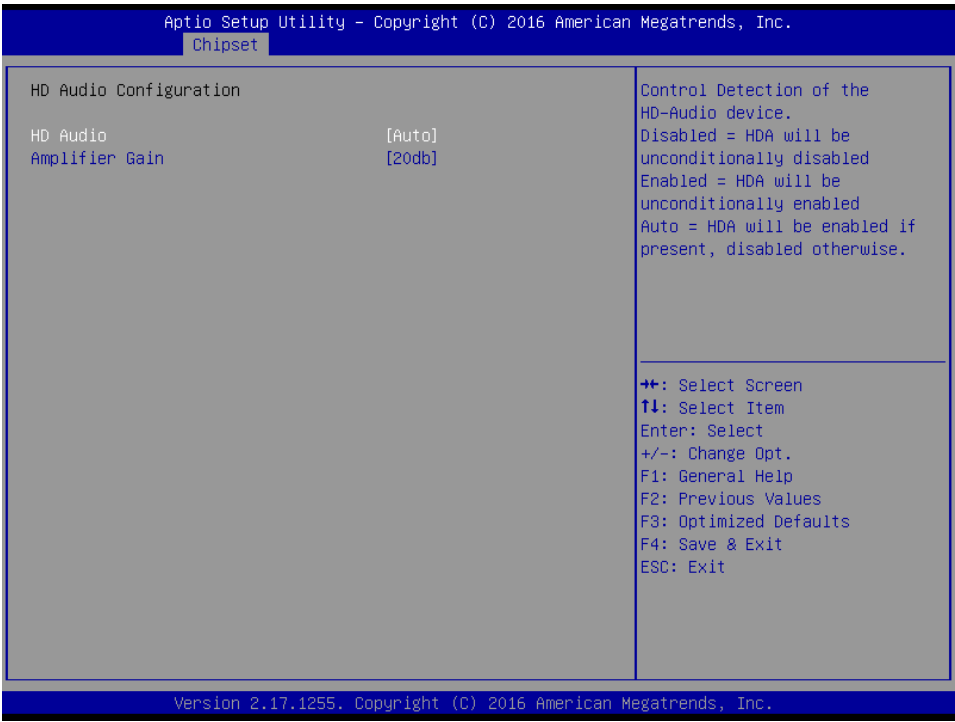 Aptio Setup Utility – Copyright (C) 2016 American Megatrends, Inc.
Chipset
HD Audio Configuration
HD Audio [Auto]
Amplifier Gain [20db]
Control Detection of the
HD-Audio device.
Disabled = HDA will be
unconditionally disabled
Enabled = HDA will be
unconditionally enabled
Auto = HDA will be enabled if
present, disabled otherwise.
→←: Select Screen
↑↓: Select Item
Enter: Select
+/-: Change Opt.
F1: General Help
F2: Previous Values
F3: Optimized Defaults
F4: Save & Exit
ESC: Exit
Version 2.17.1255. Copyright (C) 2016 American Megatrends, Inc.